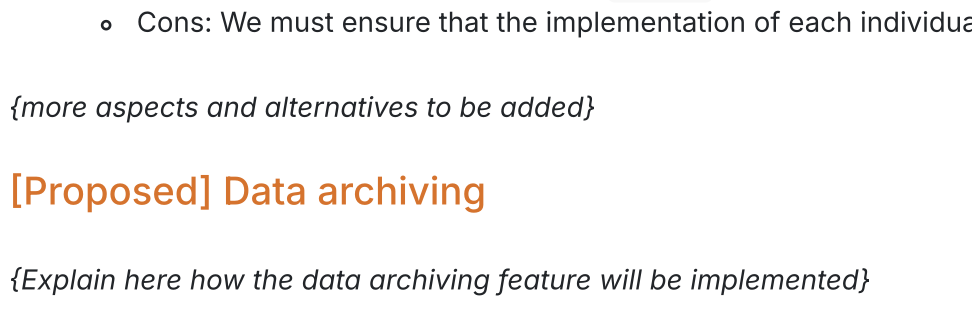 Cons: We must ensure that the implementation of each
{more aspects and alternatives to be added}
[Proposed] Data archiving
{Explain here how the data archiving feature will be implemented}